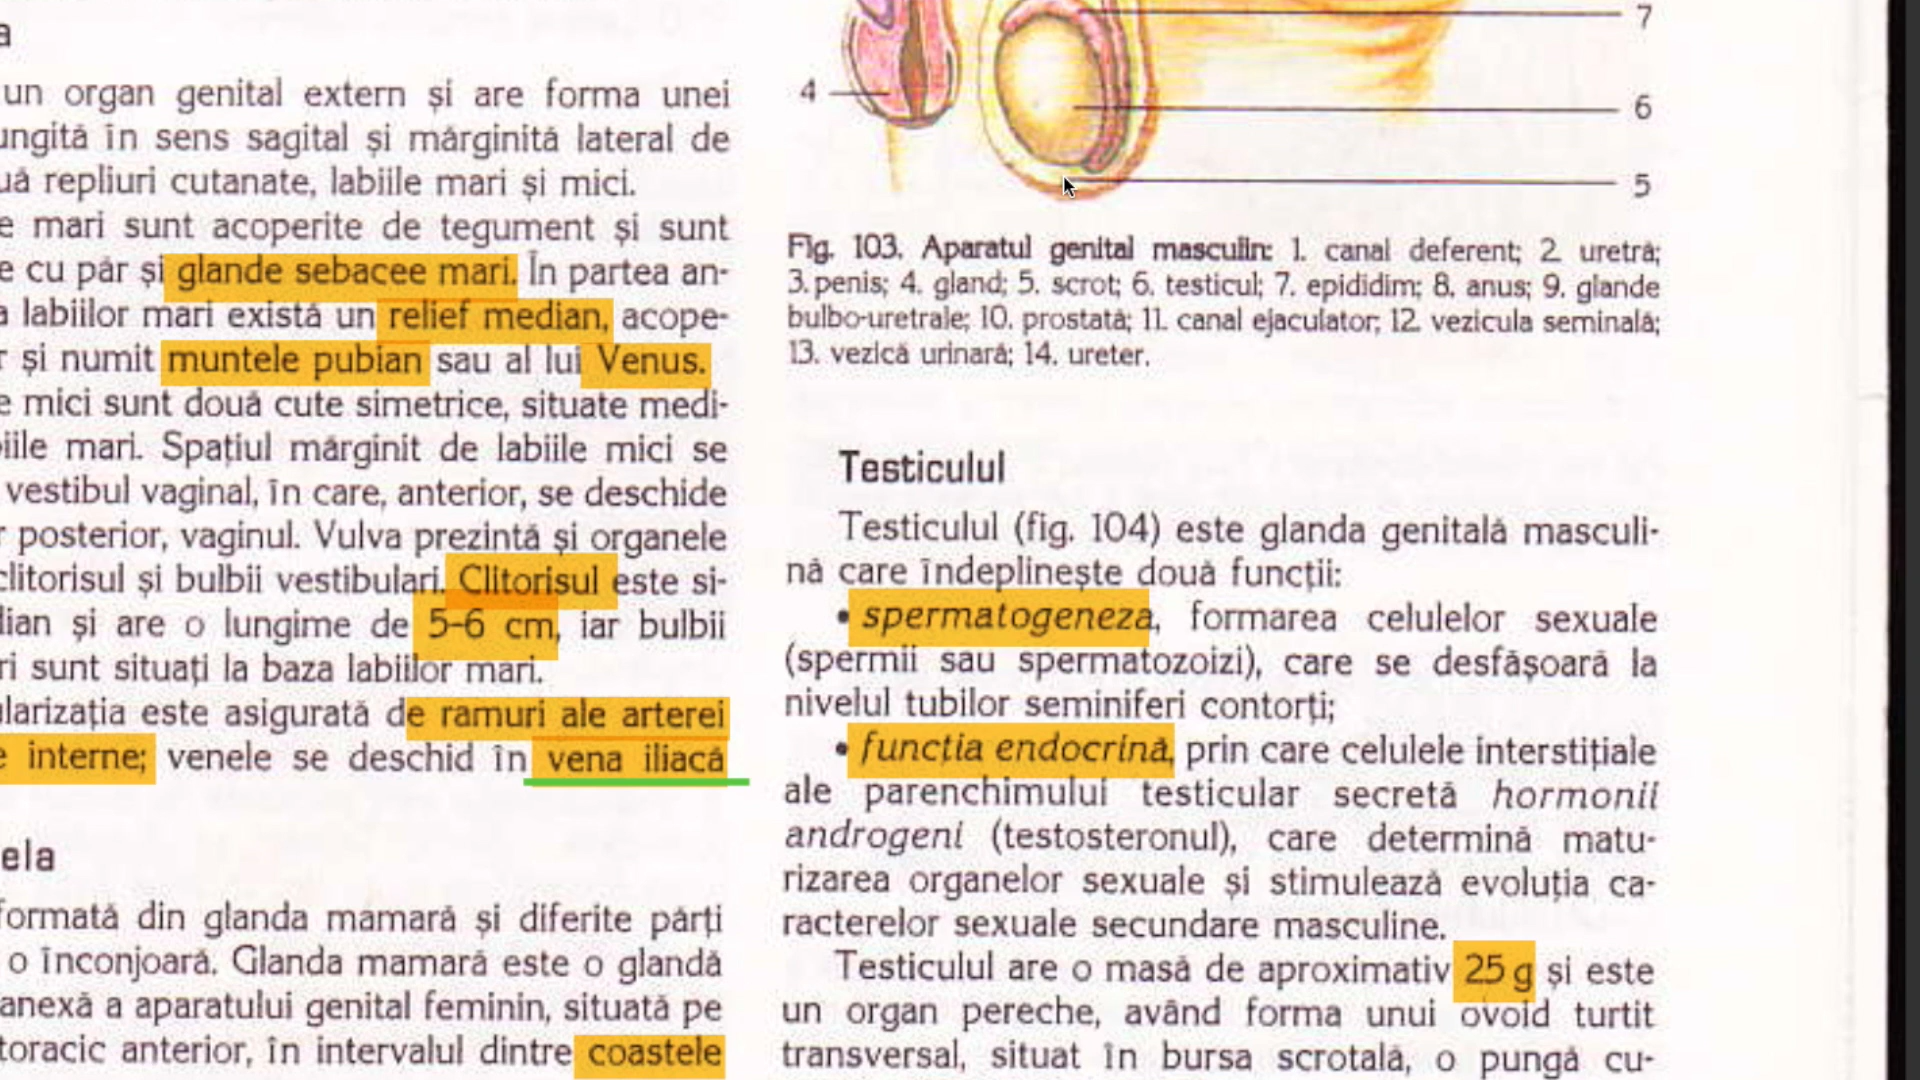 a
un organ genital extern și are forma unei
ungită în sens sagital și mărginită lateral de
uă repliuri cutanate, labiile mari și mici.
e mari sunt acoperite de tegument și sunt
e cu păr și glande sebacee mari. În partea an-
a labiilor mari există un relief median, acope-
r și numit muntele pubian sau al lui Venus.
e mici sunt două cute simetrice, situate medi-
iile mari. Spațiul mărginit de labiile mici se
vestibul vaginal, în care, anterior, se deschide
r posterior, vaginul. Vulva prezintă și organele
clitorisul și bulbii vestibulari. Clitorisul este si-
dian și are o lungime de 5-6 cm, iar bulbii
ri sunt situați la baza labiilor mari.
ularizația este asigurată de ramuri ale arterei
e interne; venele se deschid în vena iliacă
ela
formată din glanda mamară și diferite părți
o înconjoară. Glanda mamară este o glandă
anexă a aparatului genital feminin, situată pe
toracic anterior, în intervalul dintre coastele
7
4
6
5
Fig. 103. Aparatul genital masculin: 1. canal deferent; 2. uretră;
3. penis; 4. gland; 5. scrot; 6. testicul; 7. epididim; 8. anus; 9. glande
bulbo-uretrale; 10. prostată; 11. canal ejaculator; 12. vezicula seminală;
13. vezică urinară; 14. ureter.
Testiculul
Testiculul (fig. 104) este glanda genitală masculi-
nă care îndeplinește două funcții:
• spermatogeneza, formarea celulelor sexuale
(spermii sau spermatozoizi), care se desfășoară la
nivelul tubilor seminiferi contorți;
• funcția endocrină, prin care celulele interstițiale
ale parenchimului testicular secretă hormonii
androgeni (testosteronul), care determină matu-
rizarea organelor sexuale și stimulează evoluția ca-
racterelor sexuale secundare masculine.
Testiculul are o masă de aproximativ 25 g și este
un organ pereche, având forma unui ovoid turtit
transversal, situat în bursa scrotală, o pungă cu-